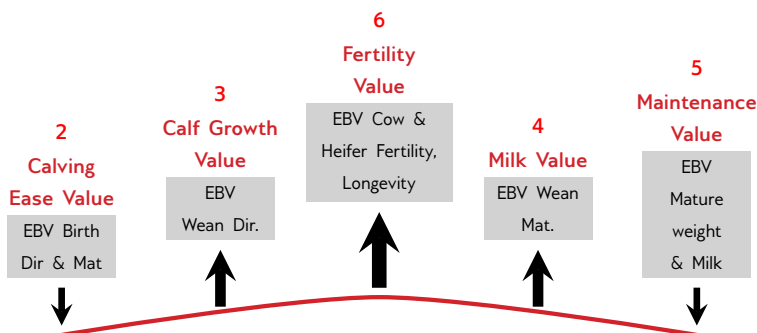 2
Calving
Ease Value
EBV Birth
Dir & Mat
3
Calf Growth
Value
EBV
Wean Dir.
6
Fertility
Value
EBV Cow &
Heifer Fertility,
Longevity
4
Milk Value
EBV Wean
Mat.
5
Maintenance
Value
EBV
Mature
weight
& Milk